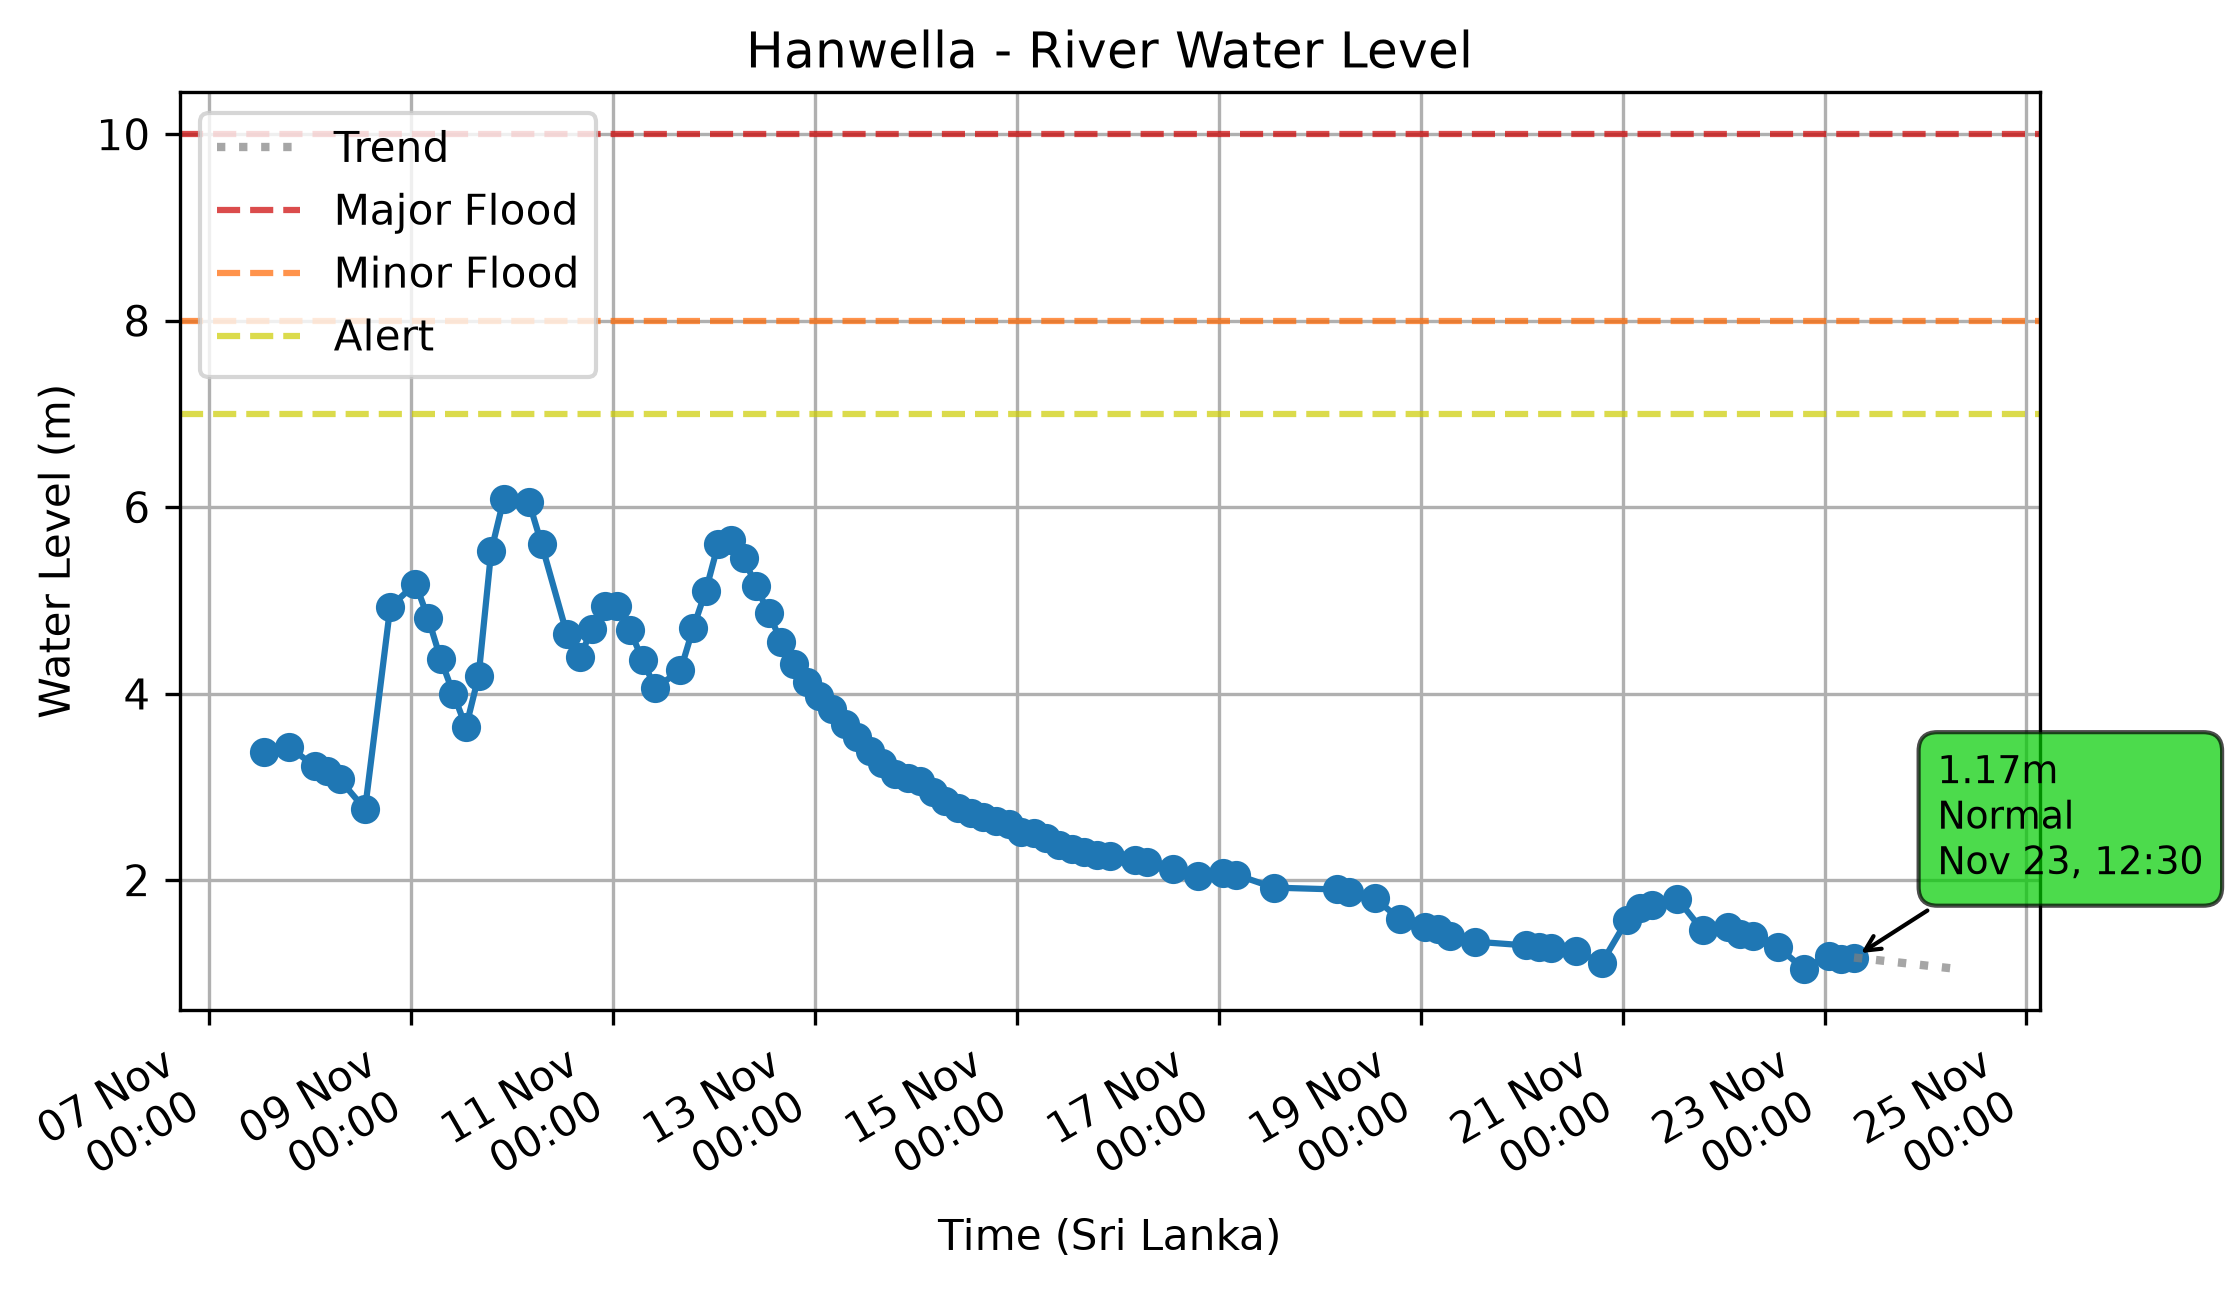 Hanwella - River Water Level
Trend
Major Flood
Minor Flood
Alert
10
8
6
4
2
Water Level (m)
1.17m
Normal
Nov 23, 12:30
07 Nov
00:00
09 Nov
00:00
11 Nov
00:00
13 Nov
00:00
15 Nov
00:00
17 Nov
00:00
19 Nov
00:00
21 Nov
00:00
23 Nov
00:00
25 Nov
00:00
Time (Sri Lanka)